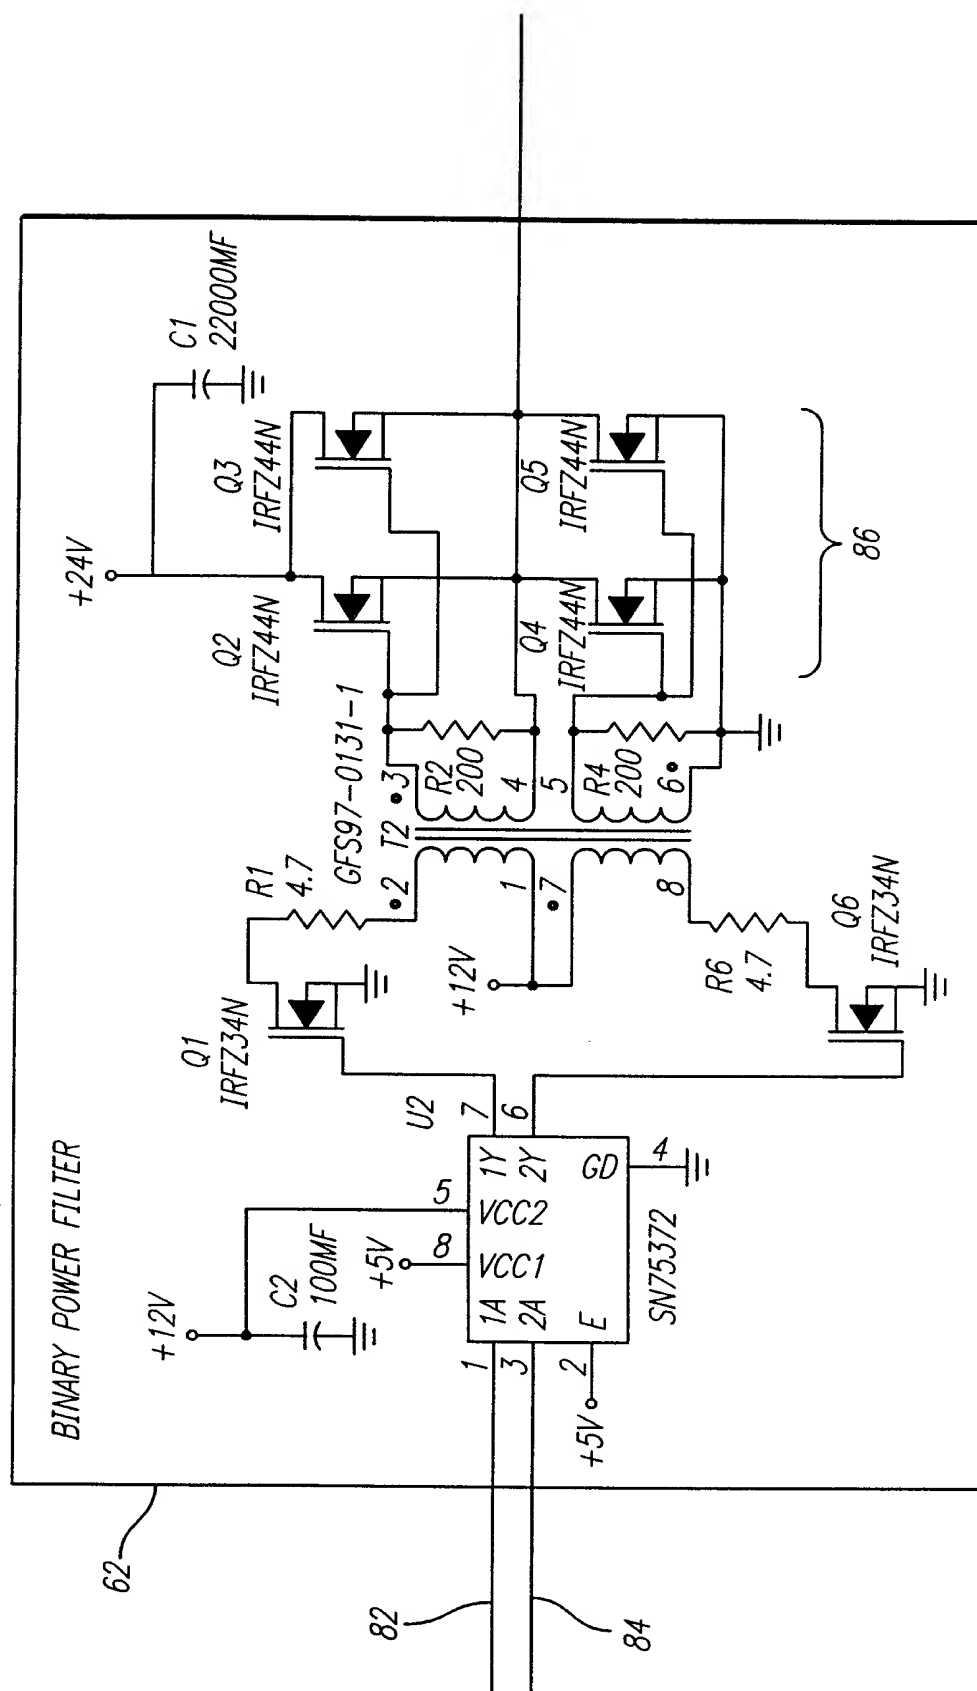 BINARY POWER FILTER
62
82
84
+12V
C2
100MF
+5V
5
8
VCC2
VCC1
1A
2A
E
1Y
2Y
GD
1
3
2
+5V
7
6
4
U2
SN75372
Q1
IRFZ34N
R1
4.7
GFS97-0131-1
T2
2
1
7
8
3
4
5
6
+12V
R6
4.7
Q6
IRFZ34N
R2
200
R4
200
+24V
C1
22000MF
Q2
IRFZ44N
Q3
IRFZ44N
Q4
IRFZ44N
Q5
IRFZ44N
86